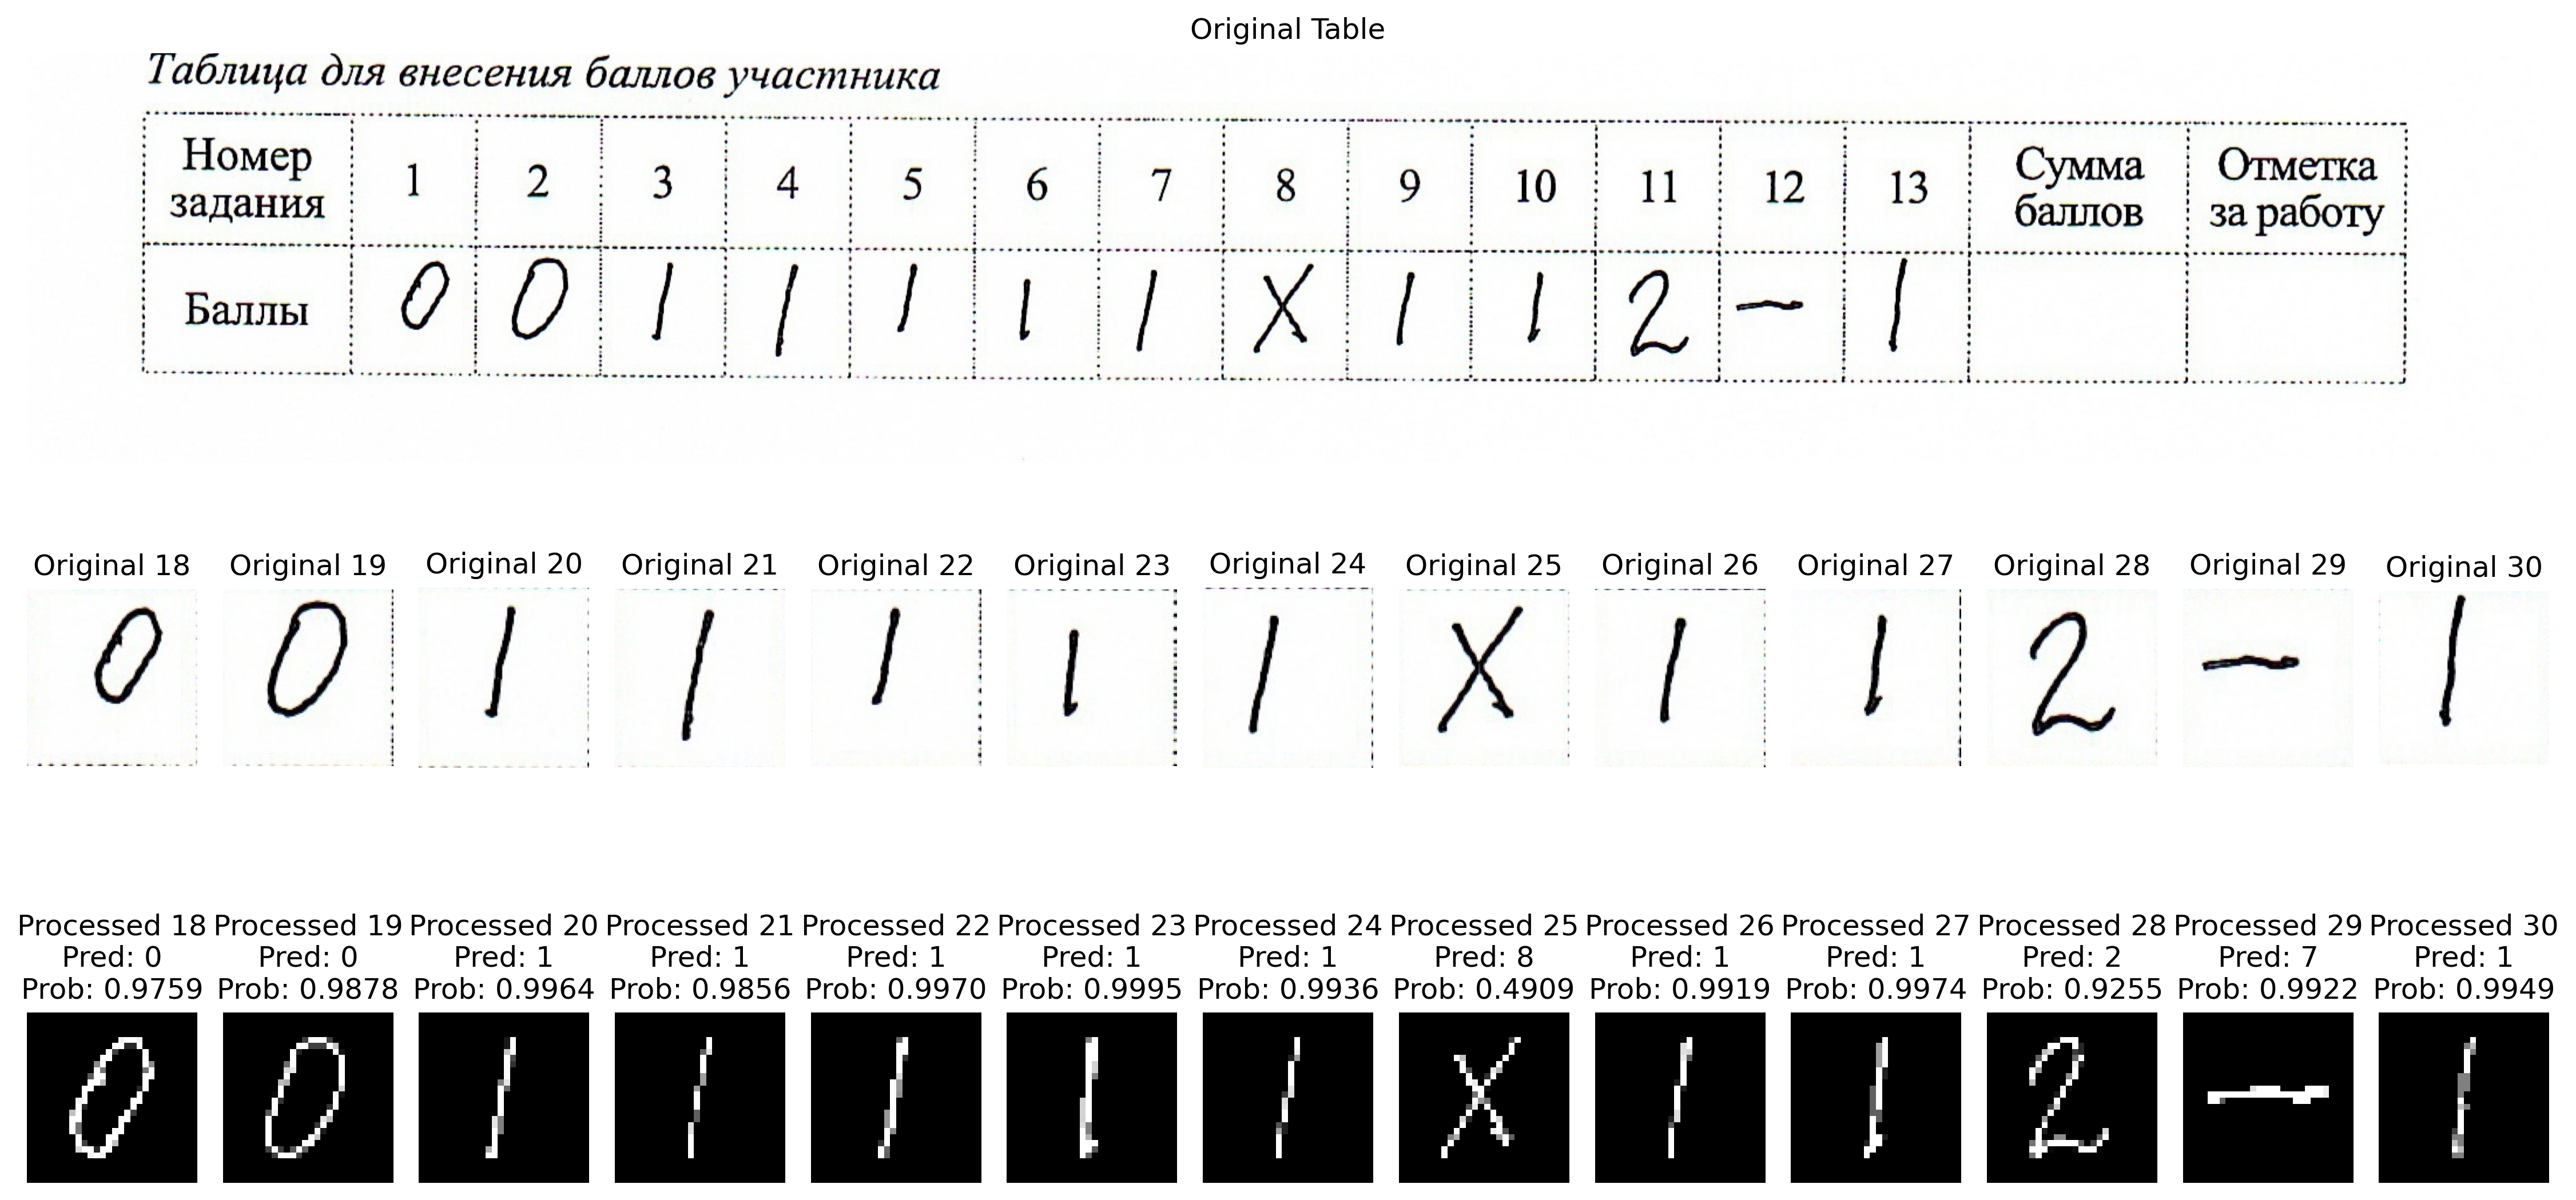 Original Table
Таблица для внесения баллов участника
Номер задания 1 2 3 4 5 6 7 8 9 10 11 12 13 Сумма баллов Отметка за работу
Баллы 0 0 1 1 1 1 1 X 1 1 2 — 1
Original 18 Original 19 Original 20 Original 21 Original 22 Original 23 Original 24 Original 25 Original 26 Original 27 Original 28 Original 29 Original 30
0 0 1 1 1 1 1 X 1 1 2 — 1
Processed 18 Processed 19 Processed 20 Processed 21 Processed 22 Processed 23 Processed 24 Processed 25 Processed 26 Processed 27 Processed 28 Processed 29 Processed 30
Pred: 0 Pred: 0 Pred: 1 Pred: 1 Pred: 1 Pred: 1 Pred: 1 Pred: 8 Pred: 1 Pred: 1 Pred: 2 Pred: 7 Pred: 1
Prob: 0.9759 Prob: 0.9878 Prob: 0.9964 Prob: 0.9856 Prob: 0.9970 Prob: 0.9995 Prob: 0.9936 Prob: 0.4909 Prob: 0.9919 Prob: 0.9974 Prob: 0.9255 Prob: 0.9922 Prob: 0.9949
0 0 1 1 1 1 1 X 1 1 2 — 1